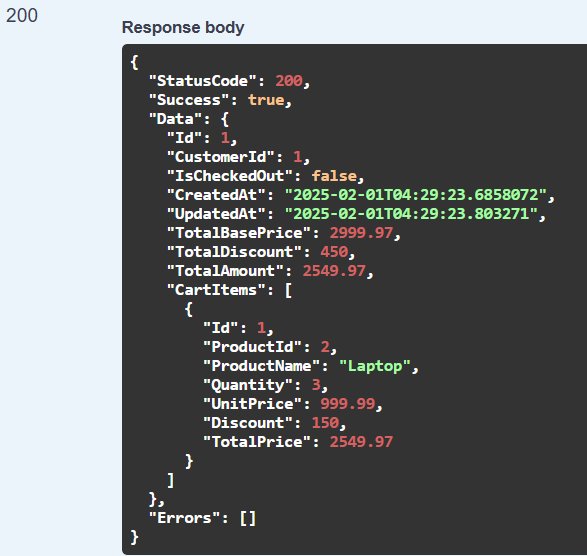 200
Response body
{
  "StatusCode": 200,
  "Success": true,
  "Data": {
    "Id": 1,
    "CustomerId": 1,
    "IsCheckedOut": false,
    "CreatedAt": "2025-02-01T04:29:23.6858072",
    "UpdatedAt": "2025-02-01T04:29:23.803271",
    "TotalBasePrice": 2999.97,
    "TotalDiscount": 450,
    "TotalAmount": 2549.97,
    "CartItems": [
      {
        "Id": 1,
        "ProductId": 2,
        "ProductName": "Laptop",
        "Quantity": 3,
        "UnitPrice": 999.99,
        "Discount": 150,
        "TotalPrice": 2549.97
      }
    ]
  },
  "Errors": []
}